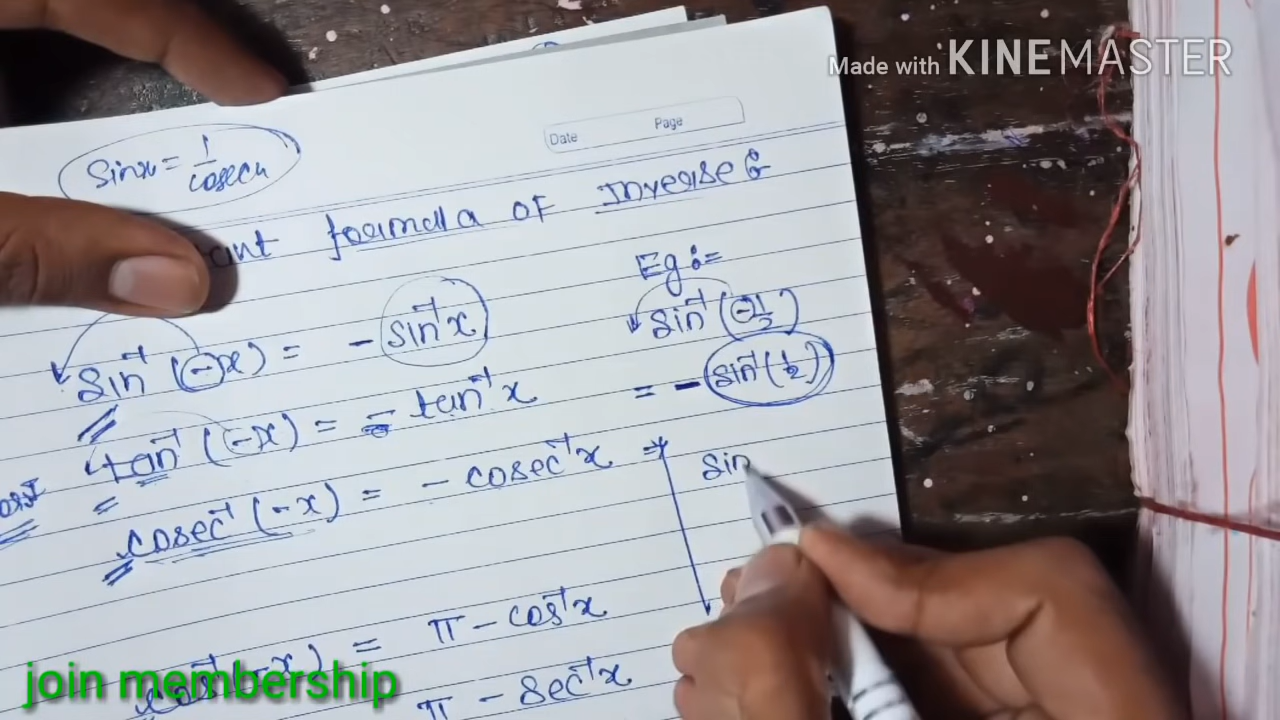 Made with KINEMASTER
Date Page
Sinx = 1/cosecx
formula OF Inverse
Eg:=
Sin⁻¹(-x) = - Sin⁻¹x
Sin⁻¹(-1/2)
tan⁻¹(-x) = - tan⁻¹x
= - Sin⁻¹(1/2)
cosec⁻¹(-x) = - cosec⁻¹x
Sin
cos⁻¹(-x) = π - cos⁻¹x
π - sec⁻¹x
join membership